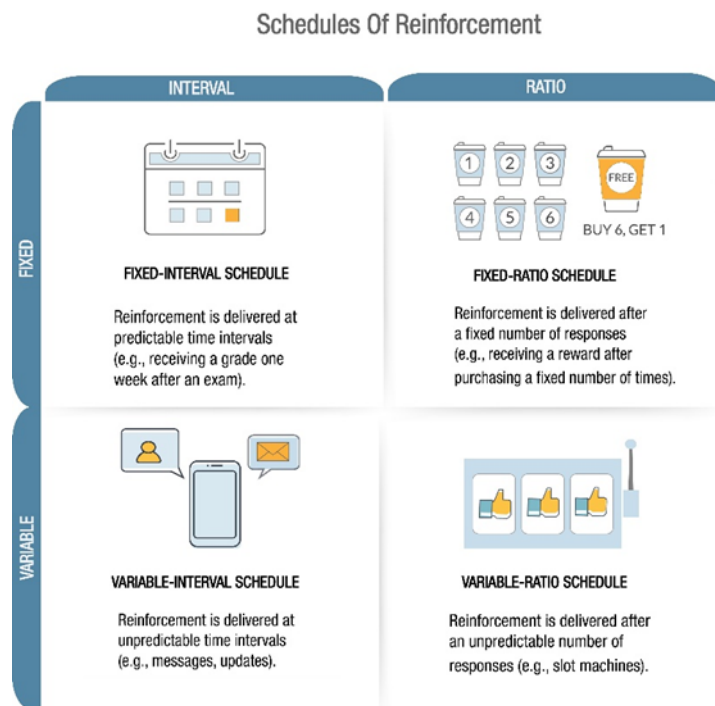 Schedules Of Reinforcement
INTERVAL
RATIO
FIXED
1 2 3
4 5 6
FREE
BUY 6, GET 1
FIXED-INTERVAL SCHEDULE
Reinforcement is delivered at
predictable time intervals
(e.g., receiving a grade one
week after an exam).
FIXED-RATIO SCHEDULE
Reinforcement is delivered after
a fixed number of responses
(e.g., receiving a reward after
purchasing a fixed number of times).
VARIABLE
VARIABLE-INTERVAL SCHEDULE
Reinforcement is delivered at
unpredictable time intervals
(e.g., messages, updates).
VARIABLE-RATIO SCHEDULE
Reinforcement is delivered after
an unpredictable number of
responses (e.g., slot machines).